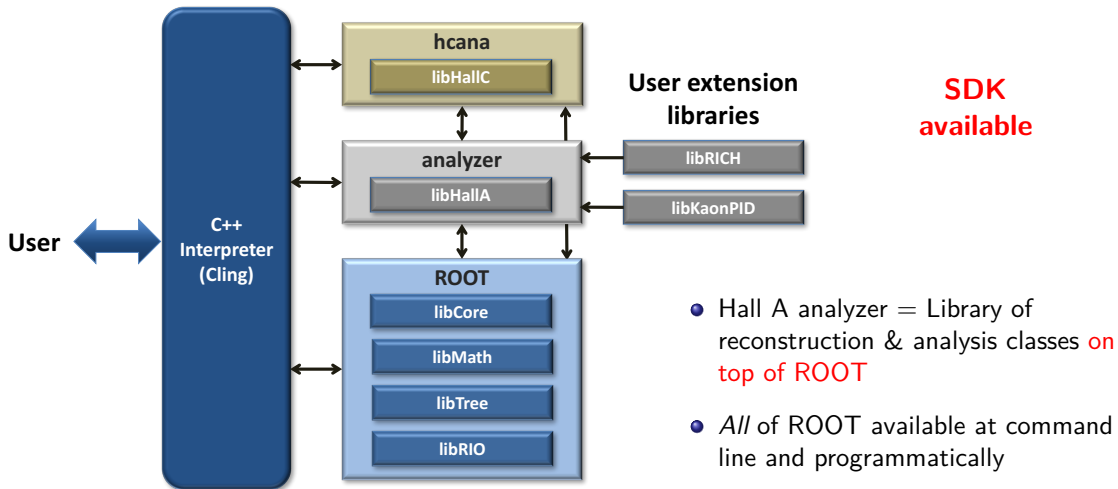 hcana
libHallC
User extension
libraries
SDK
available
analyzer
libHallA
libRICH
libKaonPID
User
C++
Interpreter
(Cling)
ROOT
libCore
libMath
libTree
libRIO
Hall A analyzer = Library of
reconstruction & analysis classes on
top of ROOT
All of ROOT available at command
line and programmatically